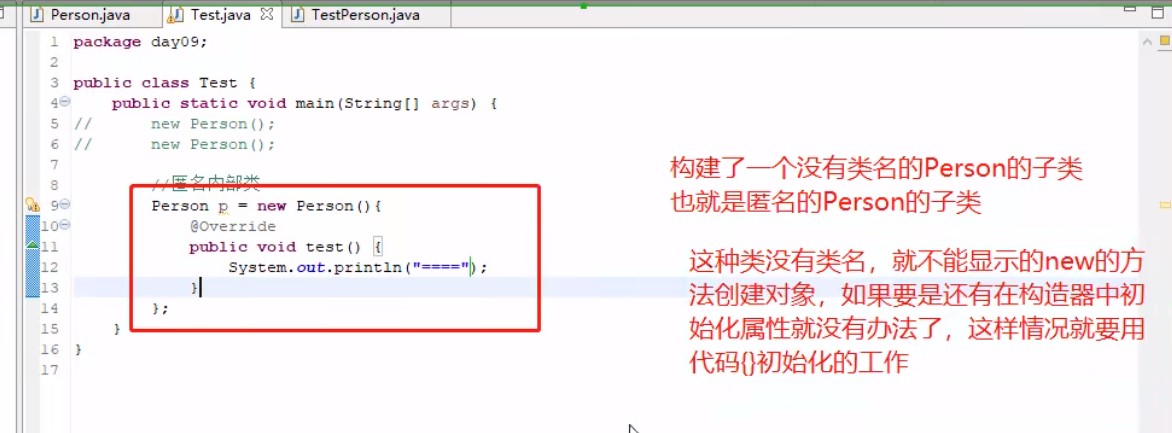 Person.java Test.java TestPerson.java
1 package day09;
2
3 public class Test {
4 public static void main(String[] args) {
5 // new Person();
6 // new Person();
7
8 //匿名内部类
9 Person p = new Person(){
10 @Override
11 public void test() {
12 System.out.println("====");
13 }
14 };
15 }
16 }
17
构建了一个没有类名的Person的子类
也就是匿名的Person的子类
这种类没有类名，就不能显示的new的方
法创建对象，如果要是还有在构造器中初
始化属性就没有办法了，这样情况就要用
代码{}初始化的工作